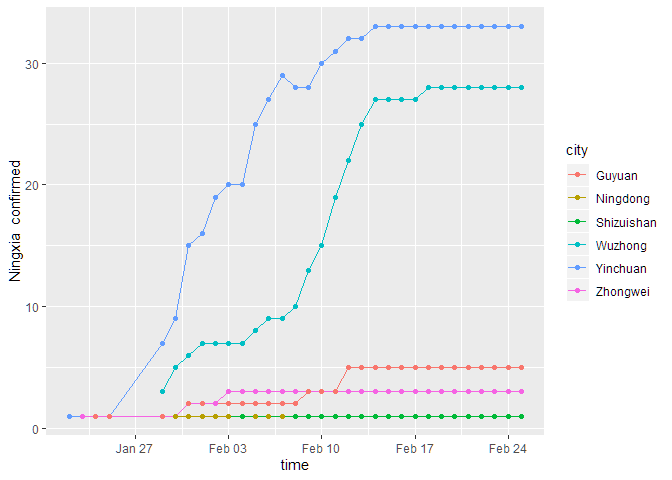 Ningxia confirmed
30
20
10
0
Jan 27
Feb 03
Feb 10
Feb 17
Feb 24
time
city
Guyuan
Ningdong
Shizuishan
Wuzhong
Yinchuan
Zhongwei